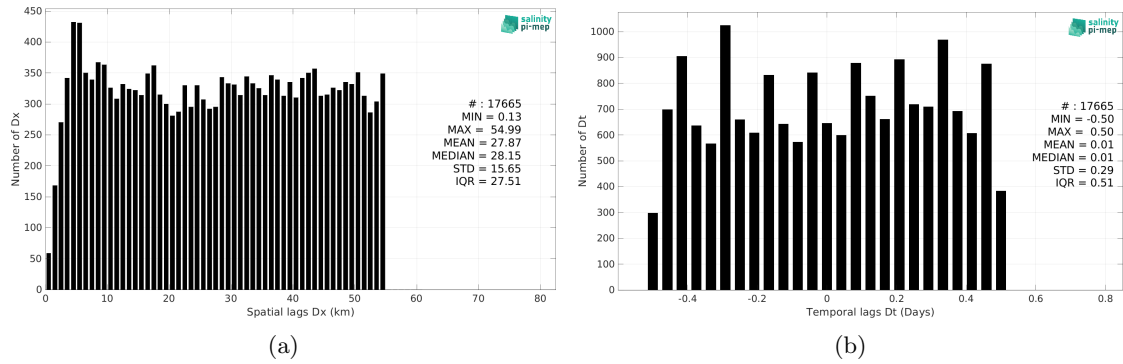 450
400
350
300
250
200
150
100
50
0
Number of Dx
0 10 20 30 40 50 60 70 80
Spatial lags Dx (km)
salinity
pi-mep
# : 17665
MIN = 0.13
MAX = 54.99
MEAN = 27.87
MEDIAN = 28.15
STD = 15.65
IQR = 27.51
(a)
1000
900
800
700
600
500
400
300
200
100
0
Number of Dt
-0.4 -0.2 0 0.2 0.4 0.6 0.8
Temporal lags Dt (Days)
salinity
pi-mep
# : 17665
MIN = -0.50
MAX = 0.50
MEAN = 0.01
MEDIAN = 0.01
STD = 0.29
IQR = 0.51
(b)